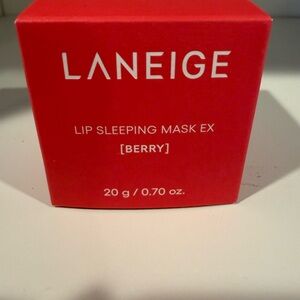 LANEIGE
LIP SLEEPING MASK EX
[BERRY]
20 g / 0.70 oz.